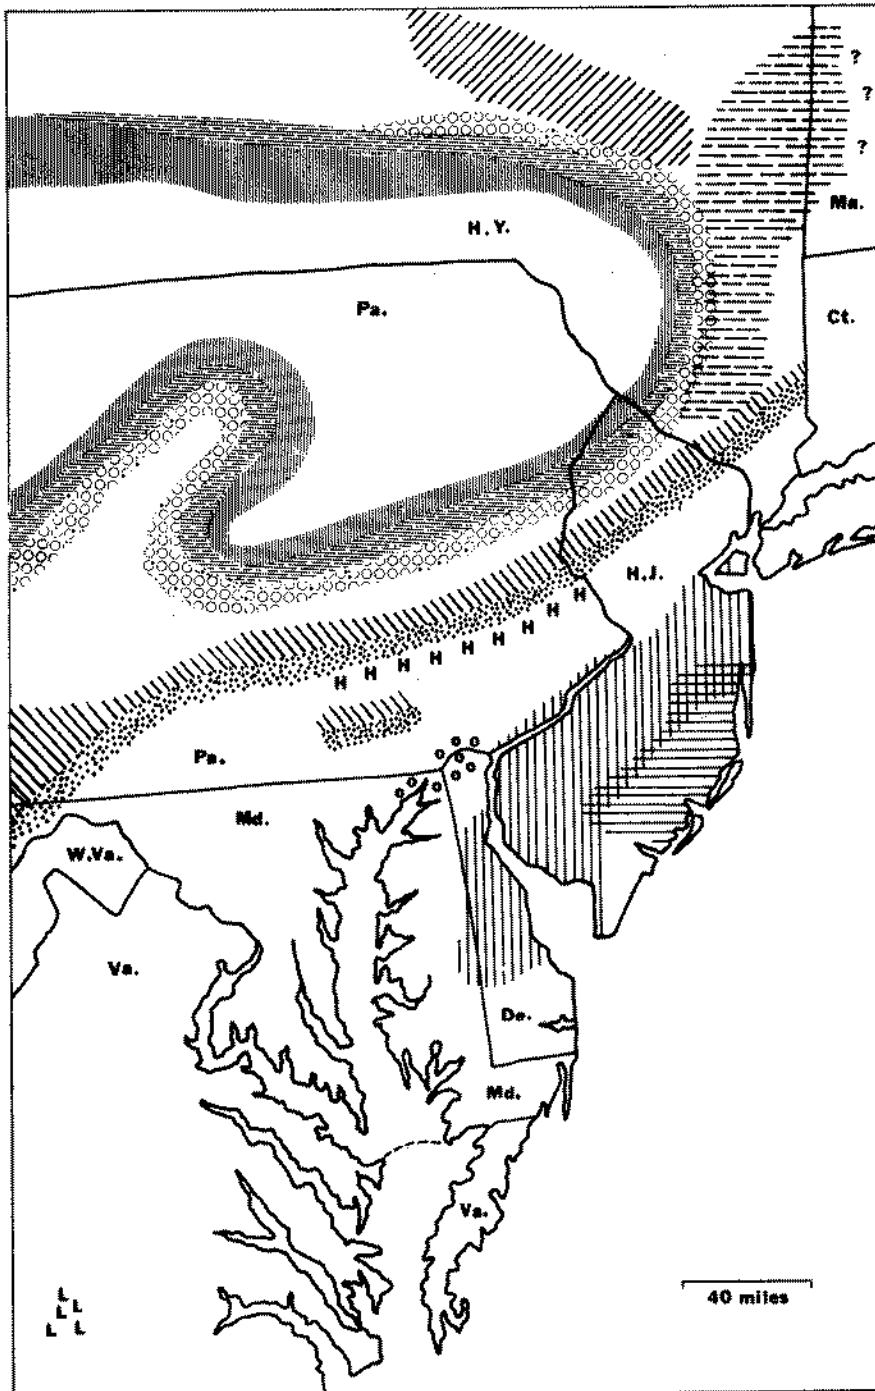 ?
?
?
Ma.
H.Y.
Pa.
Ct.
H.J.
H
H
H
H
H
H
H
H
H
Pa.
Md.
W.Va.
Va.
De.
Md.
Va.
L
L
L
L
L
40 miles